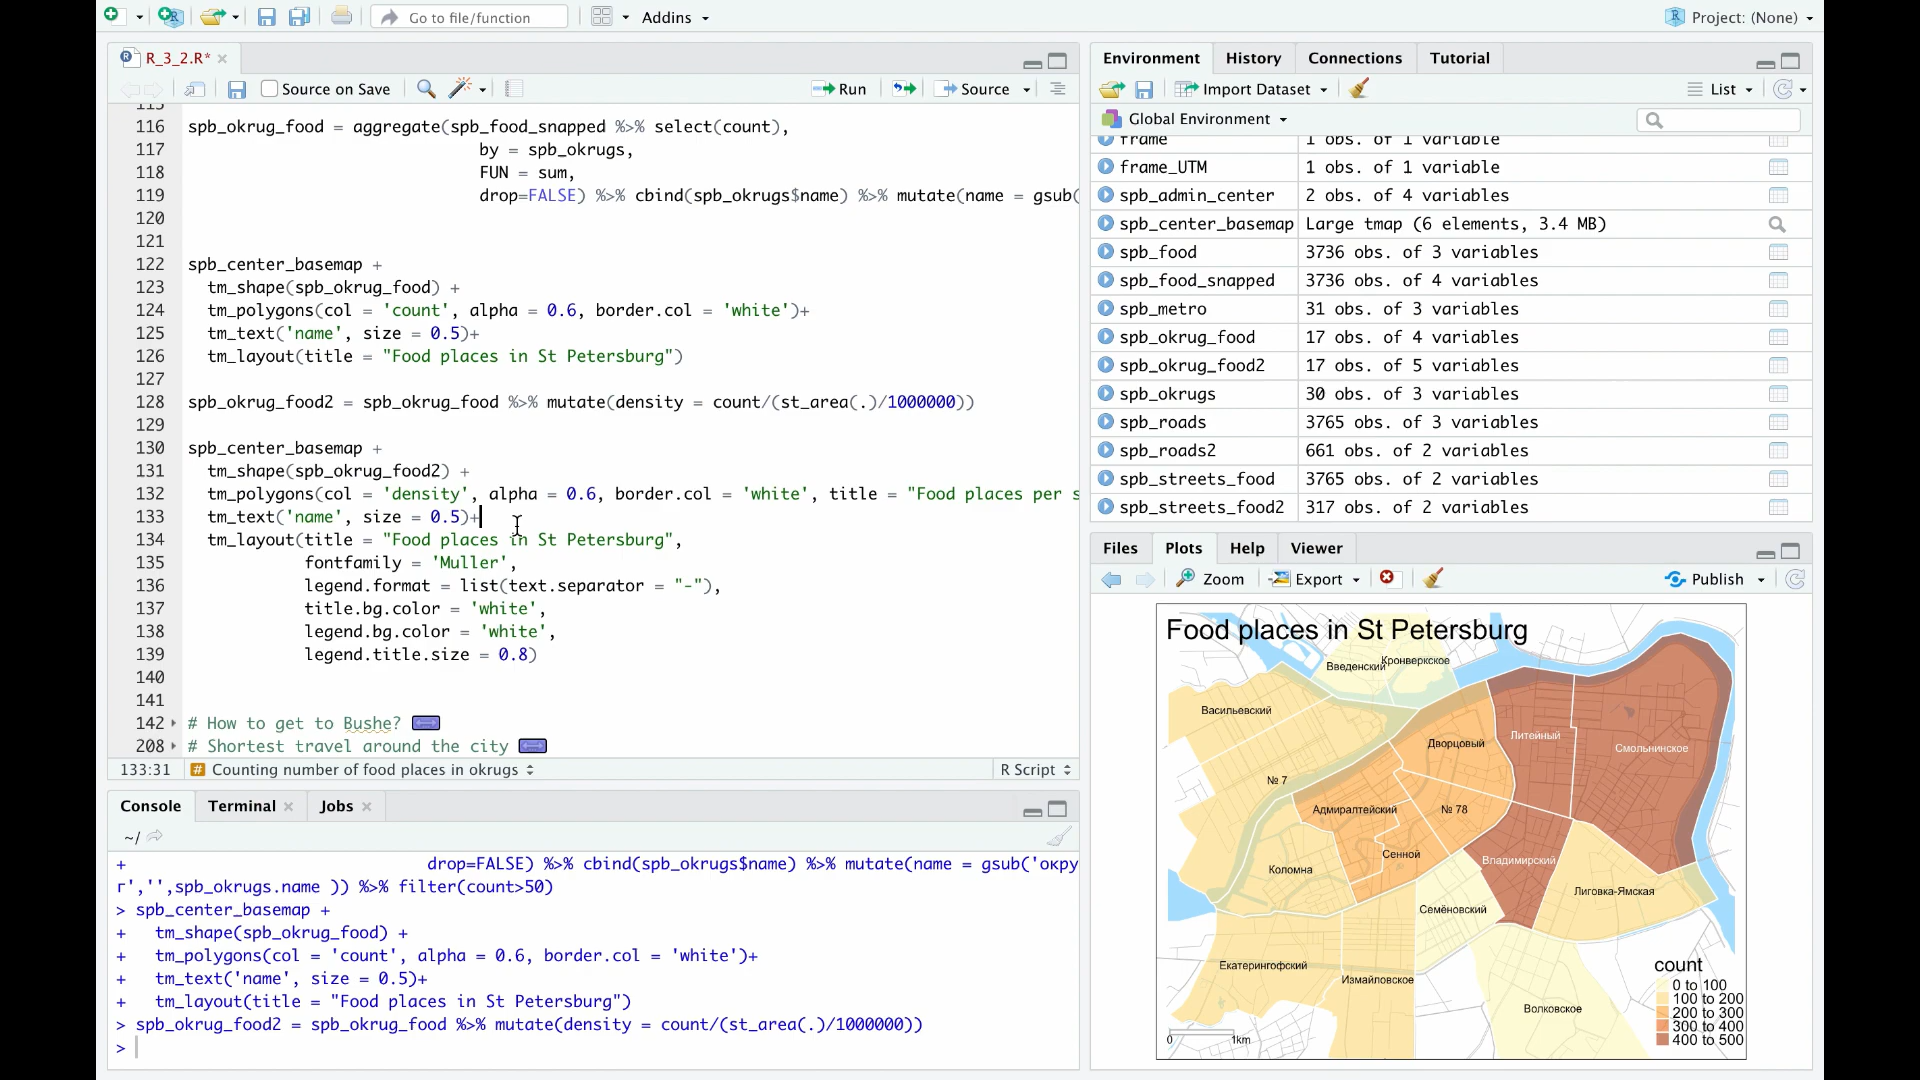 Go to file/function
Addins
Project: (None)
R_3_2.R*
Source on Save
Run
Source
115
116 spb_okrug_food = aggregate(spb_food_snapped %>% select(count),
117 by = spb_okrugs,
118 FUN = sum,
119 drop=FALSE) %>% cbind(spb_okrugs$name) %>% mutate(name = gsub(
120
121
122 spb_center_basemap +
123 tm_shape(spb_okrug_food) +
124 tm_polygons(col = 'count', alpha = 0.6, border.col = 'white')+
125 tm_text('name', size = 0.5)+
126 tm_layout(title = "Food places in St Petersburg")
127
128 spb_okrug_food2 = spb_okrug_food %>% mutate(density = count/(st_area(.)/1000000))
129
130 spb_center_basemap +
131 tm_shape(spb_okrug_food2) +
132 tm_polygons(col = 'density', alpha = 0.6, border.col = 'white', title = "Food places per s
133 tm_text('name', size = 0.5)+
134 tm_layout(title = "Food places in St Petersburg",
135 fontfamily = 'Muller',
136 legend.format = list(text.separator = "-"),
137 title.bg.color = 'white',
138 legend.bg.color = 'white',
139 legend.title.size = 0.8)
140
141
142 # How to get to Bushe?
208 # Shortest travel around the city
133:31 # Counting number of food places in okrugs
R Script
Console Terminal Jobs
~/
+ drop=FALSE) %>% cbind(spb_okrugs$name) %>% mutate(name = gsub('окру
г','',spb_okrugs.name )) %>% filter(count>50)
> spb_center_basemap +
+ tm_shape(spb_okrug_food) +
+ tm_polygons(col = 'count', alpha = 0.6, border.col = 'white')+
+ tm_text('name', size = 0.5)+
+ tm_layout(title = "Food places in St Petersburg")
> spb_okrug_food2 = spb_okrug_food %>% mutate(density = count/(st_area(.)/1000000))
>
Environment History Connections Tutorial
Import Dataset
List
Global Environment
frame 1 obs. of 1 variable
frame_UTM 1 obs. of 1 variable
spb_admin_center 2 obs. of 4 variables
spb_center_basemap Large tmap (6 elements, 3.4 MB)
spb_food 3736 obs. of 3 variables
spb_food_snapped 3736 obs. of 4 variables
spb_metro 31 obs. of 3 variables
spb_okrug_food 17 obs. of 4 variables
spb_okrug_food2 17 obs. of 5 variables
spb_okrugs 30 obs. of 3 variables
spb_roads 3765 obs. of 3 variables
spb_roads2 661 obs. of 2 variables
spb_streets_food 3765 obs. of 2 variables
spb_streets_food2 317 obs. of 2 variables
Files Plots Help Viewer
Zoom
Export
Publish
Food places in St Petersburg
Введенский
Кронверкское
Васильевский
Дворцовый
Литейный
Смольнинское
№ 7
Адмиралтейский
№ 78
Сенной
Владимирский
Коломна
Лиговка-Ямская
Семёновский
Екатерингофский
Измайловское
Волковское
count
0 to 100
100 to 200
200 to 300
300 to 400
400 to 500
0 1km